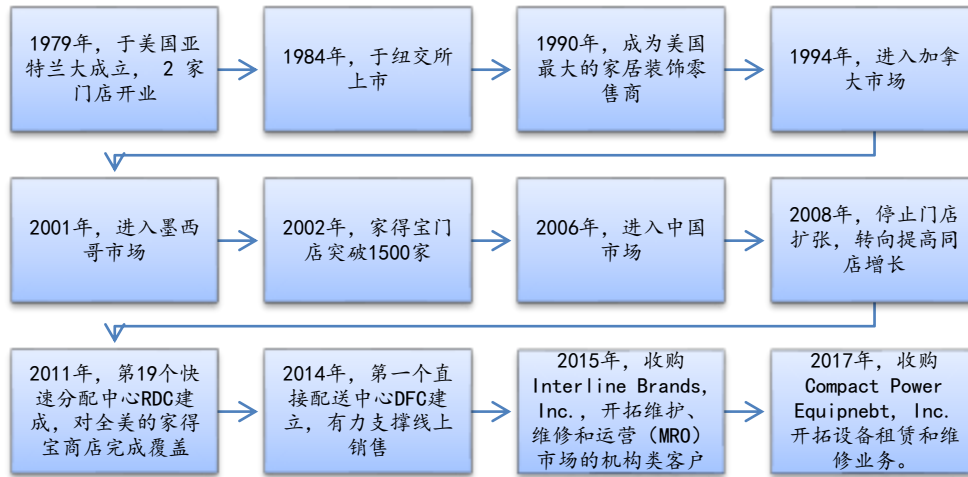 1979年，于美国亚
特兰大成立， 2 家
门店开业
1984年，于纽交所
上市
1990年，成为美国
最大的家居装饰零
售商
1994年，进入加拿
大市场
2001年，进入墨西
哥市场
2002年，家得宝门
店突破1500家
2006年，进入中国
市场
2008年，停止门店
扩张，转向提高同
店增长
2011年，第19个快
速分配中心RDC建
成，对全美的家得
宝商店完成覆盖
2014年，第一个直
接配送中心DFC建
立，有力支撑线上
销售
2015年，收购
Interline Brands,
Inc.，开拓维护、
维修和运营（MRO）
市场的机构类客户
2017年，收购
Compact Power
Equipnebt, Inc.
开拓设备租赁和维
修业务。